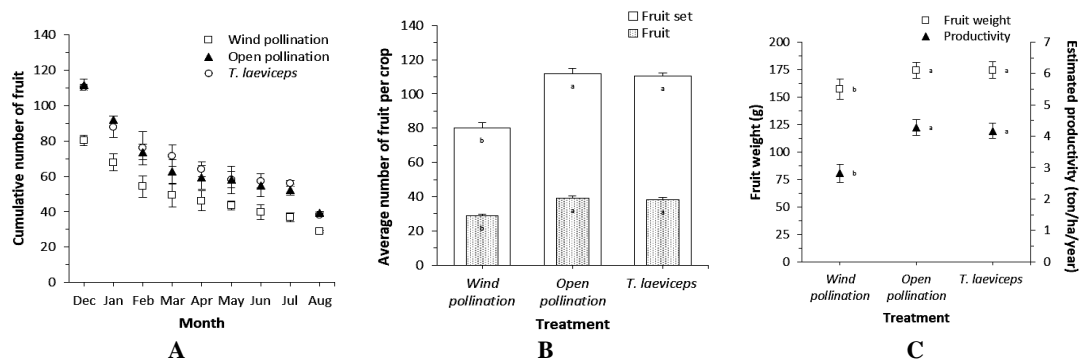 Cumulative number of fruit
140
120
100
80
60
40
20
0
Wind pollination
Open pollination
T. laeviceps
Dec Jan Feb Mar Apr May Jun Jul Aug
Month
A
Average number of fruit per crop
140
120
100
80
60
40
20
0
Fruit set
Fruit
b
a
a
b
a
a
Wind pollination
Open pollination
T. laeviceps
Treatment
B
Fruit weight
Productivity
Fruit weight (g)
200
175
150
125
100
75
50
25
0
b
a
a
b
a
a
7
6
5
4
3
2
1
0
Estimated productivity (ton/ha/year)
Wind pollination
Open pollination
T. laeviceps
Treatment
C